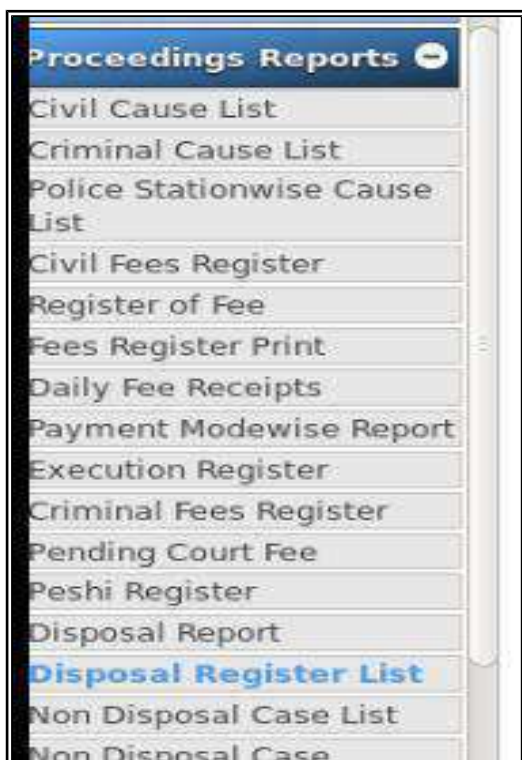 Proceedings Reports
Civil Cause List
Criminal Cause List
Police Stationwise Cause
List
Civil Fees Register
Register of Fee
Fees Register Print
Daily Fee Receipts
Payment Modewise Report
Execution Register
Criminal Fees Register
Pending Court Fee
Peshi Register
Disposal Report
Disposal Register List
Non Disposal Case List
Non Disposal Case